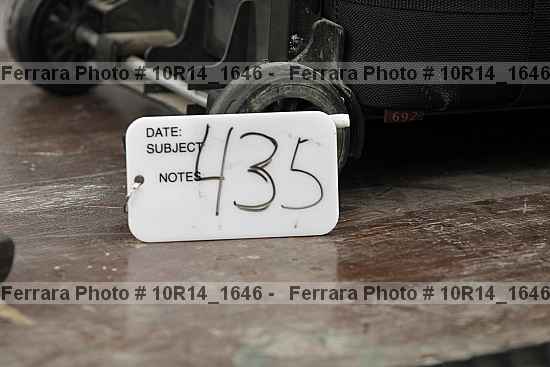 Ferrara Photo # 10R14_1646 - Ferrara Photo # 10R14_1646
692
DATE:
SUBJECT
NOTES
435
Ferrara Photo # 10R14_1646 - Ferrara Photo # 10R14_1646